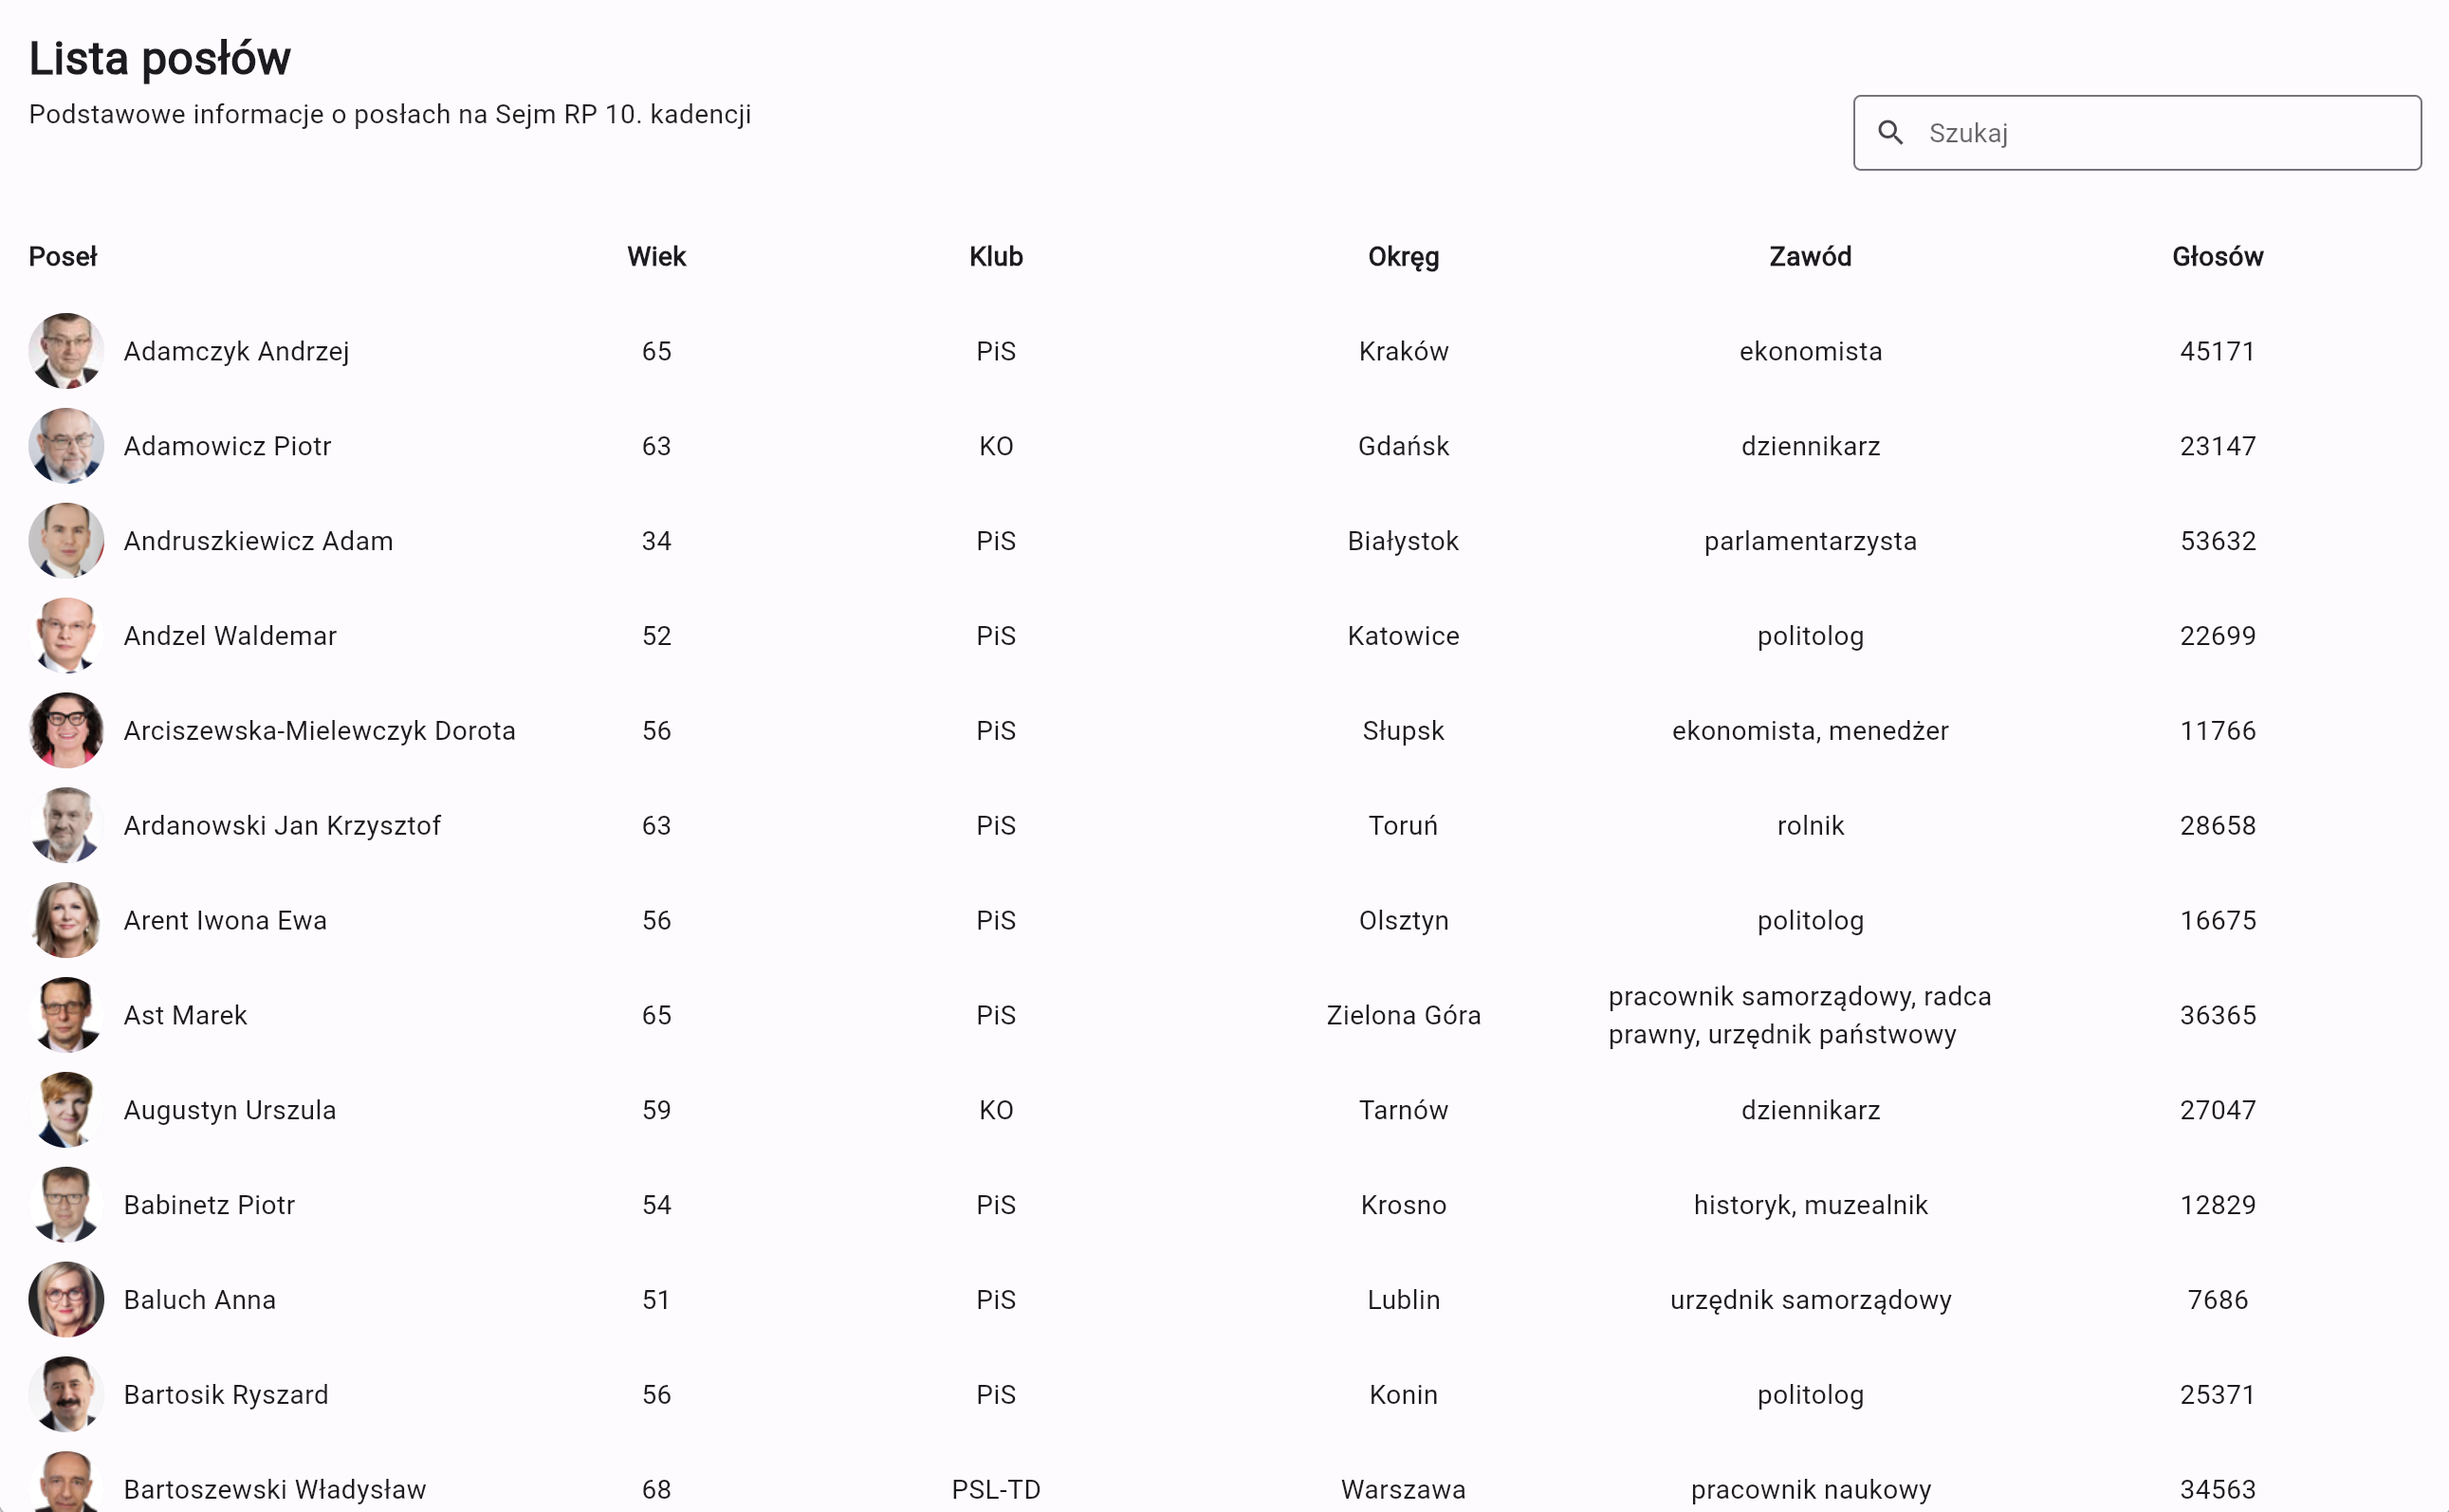 Lista posłów
Podstawowe informacje o posłach na Sejm RP 10. kadencji
Szukaj
Poseł Wiek Klub Okręg Zawód Głosów
Adamczyk Andrzej 65 PiS Kraków ekonomista 45171
Adamowicz Piotr 63 KO Gdańsk dziennikarz 23147
Andruszkiewicz Adam 34 PiS Białystok parlamentarzysta 53632
Andzel Waldemar 52 PiS Katowice politolog 22699
Arciszewska-Mielewczyk Dorota 56 PiS Słupsk ekonomista, menedżer 11766
Ardanowski Jan Krzysztof 63 PiS Toruń rolnik 28658
Arent Iwona Ewa 56 PiS Olsztyn politolog 16675
Ast Marek 65 PiS Zielona Góra pracownik samorządowy, radca
prawny, urzędnik państwowy 36365
Augustyn Urszula 59 KO Tarnów dziennikarz 27047
Babinetz Piotr 54 PiS Krosno historyk, muzealnik 12829
Baluch Anna 51 PiS Lublin urzędnik samorządowy 7686
Bartosik Ryszard 56 PiS Konin politolog 25371
Bartoszewski Władysław 68 PSL-TD Warszawa pracownik naukowy 34563